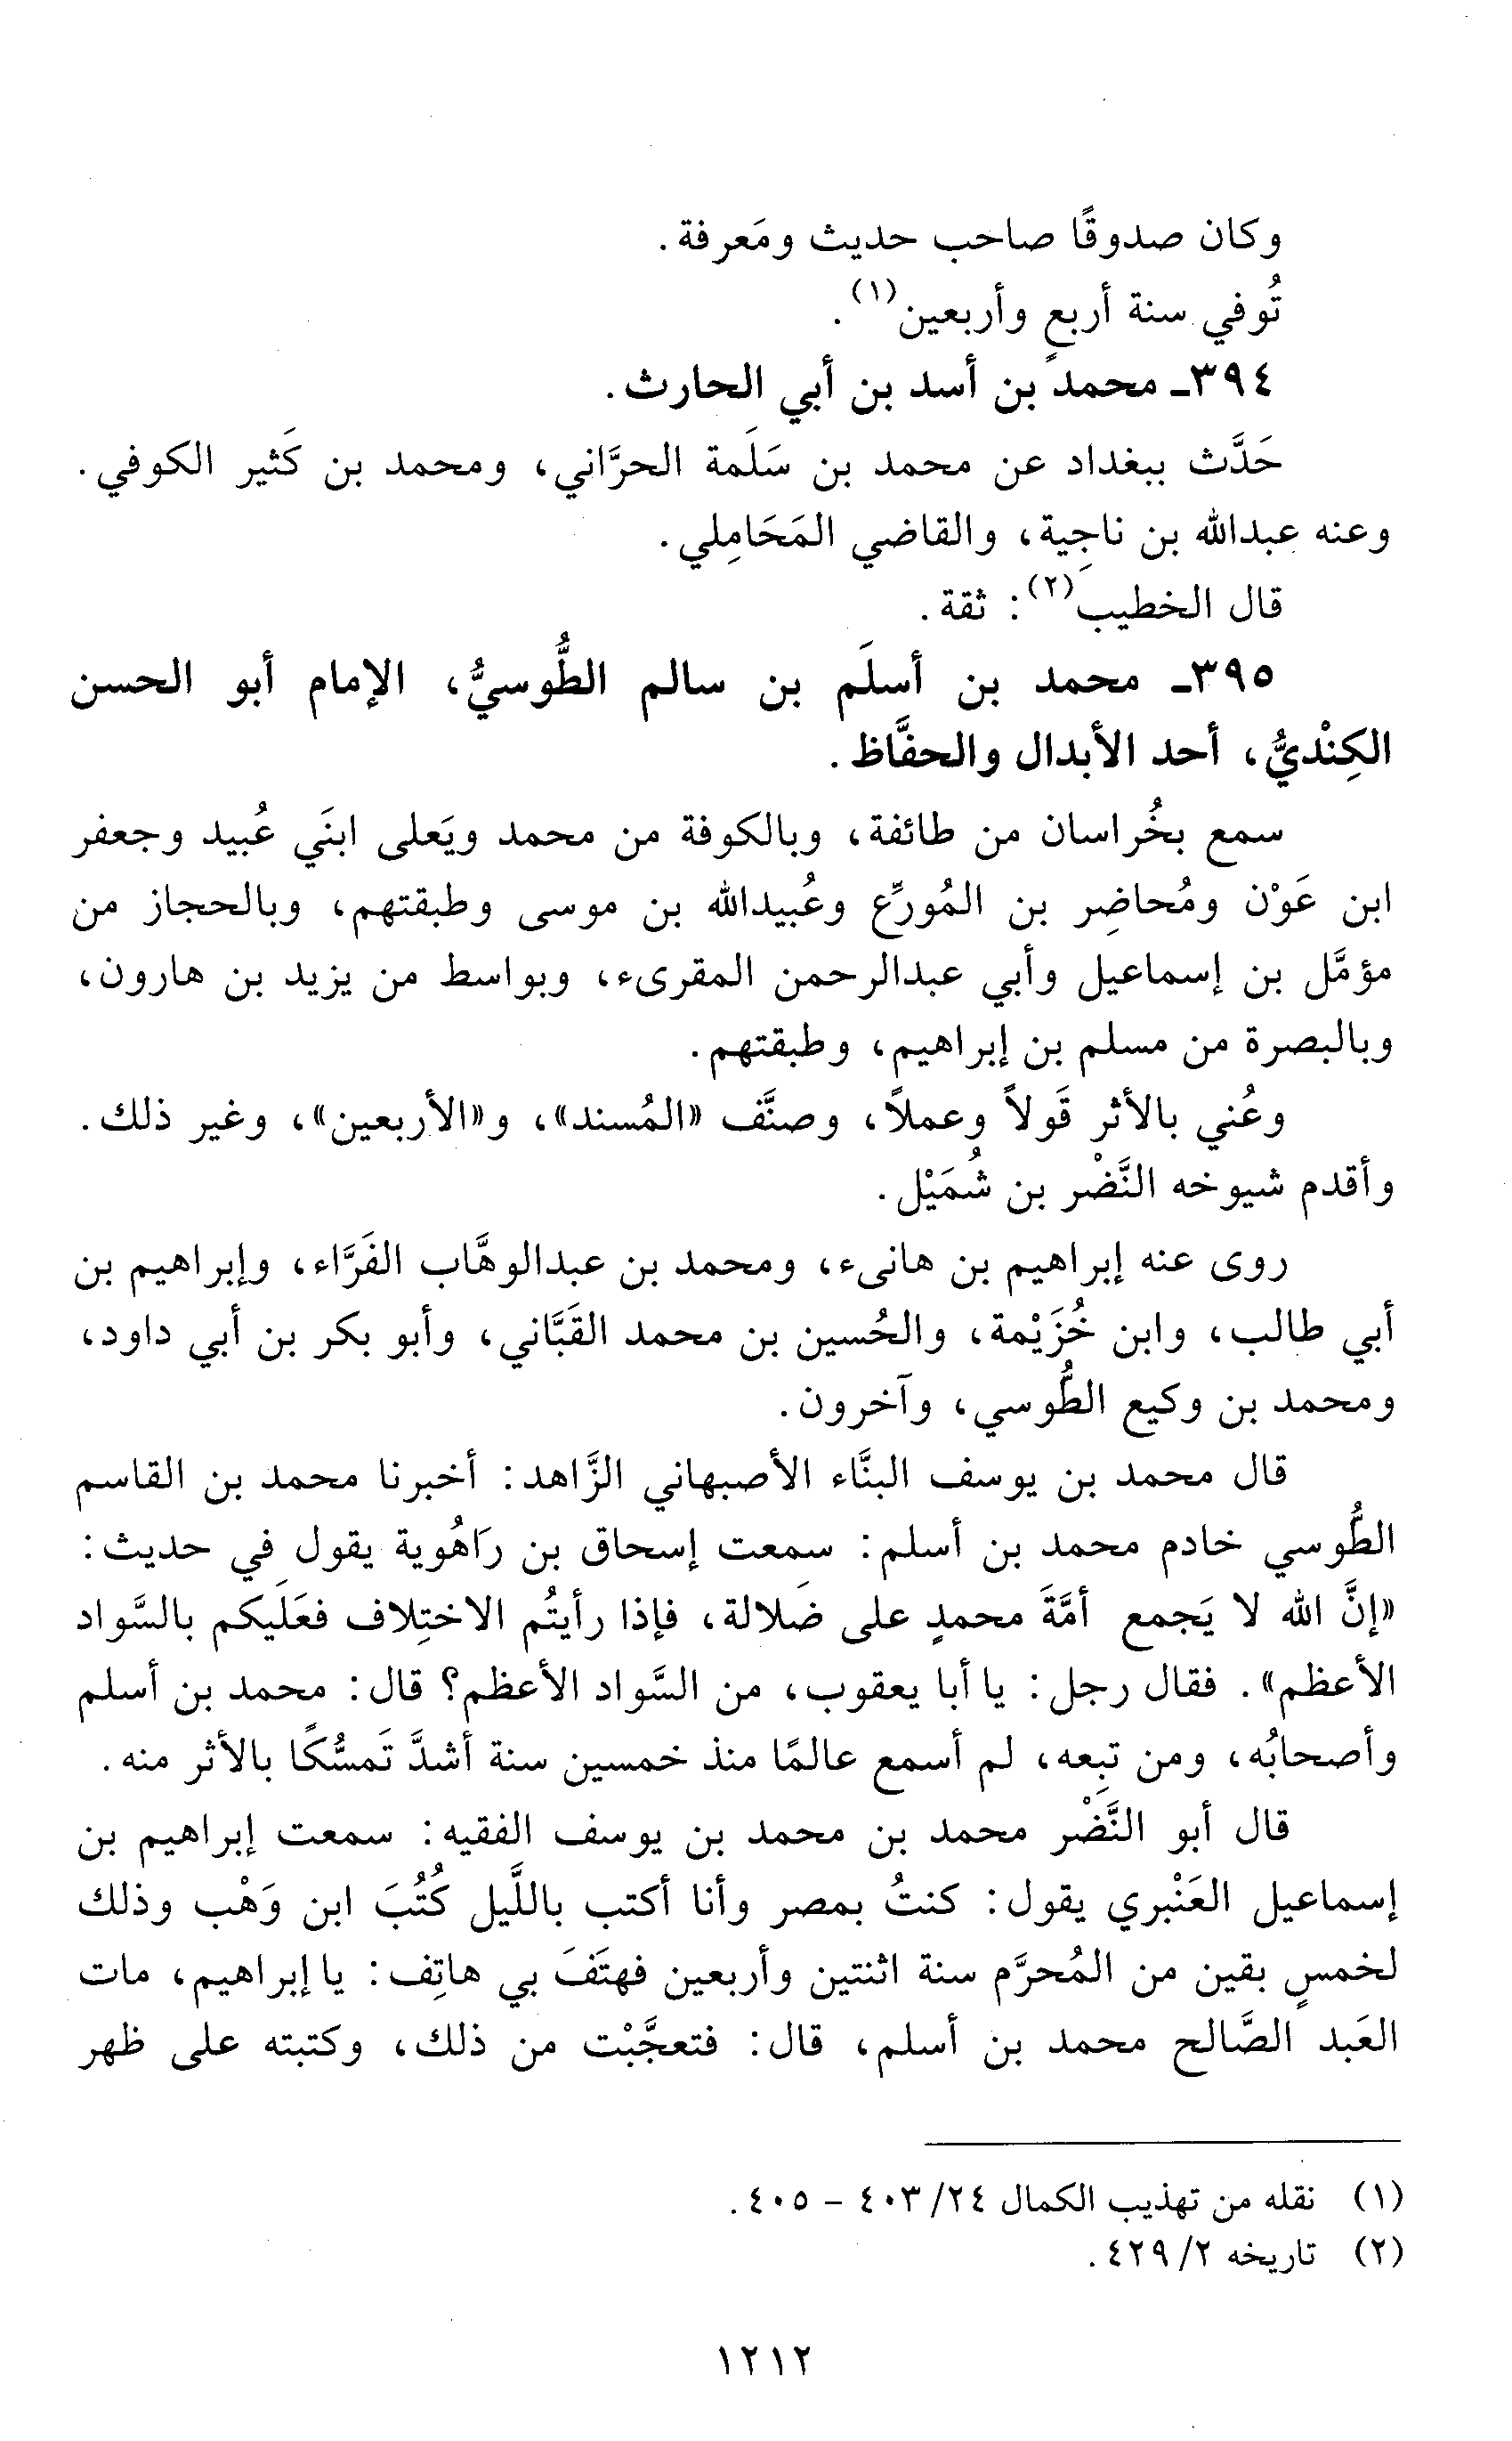 وكان صدوقًا صاحب حديث ومَعرفة.
تُوفي سنة أربعٍ وأربعين(١).
٣٩٤ـ محمد بن أسد بن أبي الحارث.
حَدَّث ببغداد عن محمد بن سَلَمة الحرَّاني، ومحمد بن كَثير الكوفي.
وعنه عبدالله بن ناجِية، والقاضي المَحَامِلي.
قال الخطيب(٢): ثقة.
٣٩٥ـ محمد بن أسلَم بن سالم الطُّوسيُّ، الإمام أبو الحسن
الكِنْديُّ، أحد الأبدال والحفَّاظ.
سمع بخُراسان من طائفة، وبالكوفة من محمد ويَعلى ابنَي عُبيد وجعفر
ابن عَوْن ومُحاضِر بن المُورِّع وعُبيدالله بن موسى وطبقتهم، وبالحجاز من
مؤمَّل بن إسماعيل وأبي عبدالرحمن المقرىء، وبواسط من يزيد بن هارون،
وبالبصرة من مسلم بن إبراهيم، وطبقتهم.
وعُني بالأثر قَولاً وعملاً، وصنَّف «المُسند»، و«الأربعين»، وغير ذلك.
وأقدم شيوخه النَّضْر بن شُمَيْل.
روى عنه إبراهيم بن هانىء، ومحمد بن عبدالوهَّاب الفَرَّاء، وإبراهيم بن
أبي طالب، وابن خُزَيْمة، والحُسين بن محمد القَبَّاني، وأبو بكر بن أبي داود،
ومحمد بن وكيع الطُّوسي، وآخرون.
قال محمد بن يوسف البنَّاء الأصبهاني الزَّاهد: أخبرنا محمد بن القاسم
الطُّوسي خادم محمد بن أسلم: سمعت إسحاق بن رَاهُوية يقول في حديث:
«إنَّ الله لا يَجمع أمَّةَ محمدٍ على ضَلالة، فإذا رأيتُم الاختِلاف فعَلَيكم بالسَّواد
الأعظم». فقال رجل: يا أبا يعقوب، من السَّواد الأعظم؟ قال: محمد بن أسلم
وأصحابُه، ومن تبِعه، لم أسمع عالمًا منذ خمسين سنة أشدَّ تَمسُّكًا بالأثر منه.
قال أبو النَّضْر محمد بن محمد بن يوسف الفقيه: سمعت إبراهيم بن
إسماعيل العَنْبري يقول: كنتُ بمصر وأنا أكتب باللَّيل كُتُبَ ابن وَهْب وذلك
لخمسٍ بقين من المُحرَّم سنة اثنتين وأربعين فهتَفَ بي هاتِف: يا إبراهيم، مات
العَبد الصَّالح محمد بن أسلم، قال: فتعجَّبْت من ذلك، وكتبته على ظهر
(١) نقله من تهذيب الكمال ٢٤/ ٤٠٣ – ٤٠٥.
(٢) تاريخه ٢/ ٤٢٩.
١٢١٢